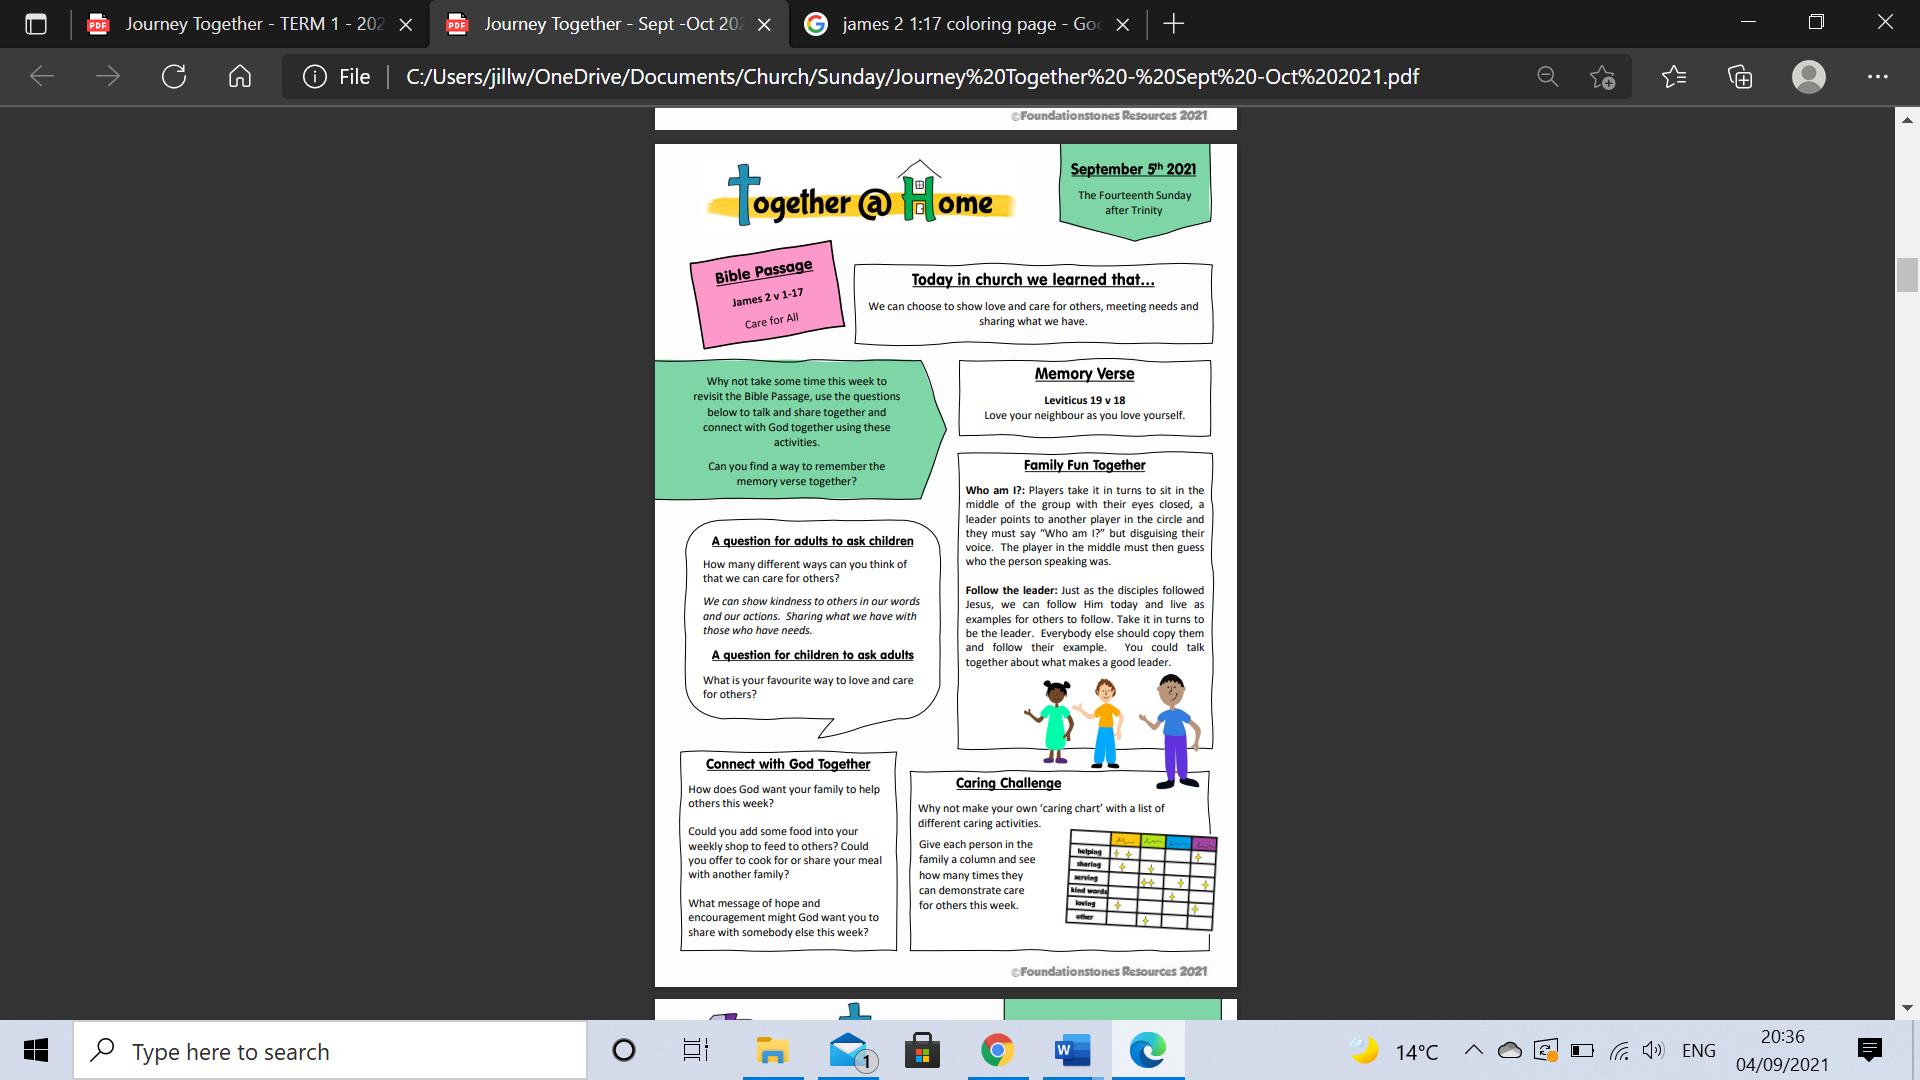 Journey Together - TERM 1 - 202
Journey Together - Sept -Oct 202
james 2 1:17 coloring page - Goo
File
C:/Users/jillw/OneDrive/Documents/Church/Sunday/Journey%20Together%20-%20Sept%20-Oct%202021.pdf
©Foundationstones Resources 2021
Together @ Home
September 5th 2021
The Fourteenth Sunday
after Trinity
Bible Passage
James 2 v 1-17
Care for All
Today in church we learned that...
We can choose to show love and care for others, meeting needs and
sharing what we have.
Why not take some time this week to
revisit the Bible Passage, use the questions
below to talk and share together and
connect with God together using these
activities.
Can you find a way to remember the
memory verse together?
Memory Verse
Leviticus 19 v 18
Love your neighbour as you love yourself.
Family Fun Together
Who am I?: Players take it in turns to sit in the
middle of the group with their eyes closed, a
leader points to another player in the circle and
they must say “Who am I?” but disguising their
voice. The player in the middle must then guess
who the person speaking was.
Follow the leader: Just as the disciples followed
Jesus, we can follow Him today and live as
examples for others to follow. Take it in turns to
be the leader. Everybody else should copy them
and follow their example. You could talk
together about what makes a good leader.
A question for adults to ask children
How many different ways can you think of
that we can care for others?
We can show kindness to others in our words
and our actions. Sharing what we have with
those who have needs.
A question for children to ask adults
What is your favourite way to love and care
for others?
Connect with God Together
How does God want your family to help
others this week?
Could you add some food into your
weekly shop to feed to others? Could
you offer to cook for or share your meal
with another family?
What message of hope and
encouragement might God want you to
share with somebody else this week?
Caring Challenge
Why not make your own ‘caring chart’ with a list of
different caring activities.
Give each person in the
family a column and see
how many times they
can demonstrate care
for others this week.
helping
sharing
serving
kind words
loving
other
©Foundationstones Resources 2021
Type here to search
1
14°C
ENG
20:36
04/09/2021